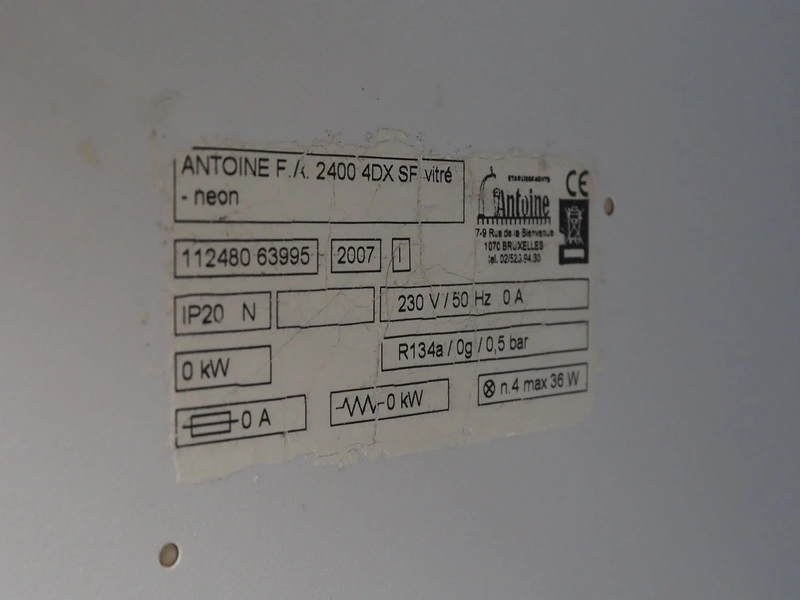 ANTOINE F.A. 2400 4DX SF vitré
- neon
ETABLISSEMENTS
Antoine
CE
7-9 Rue de la Bienvenue
1070 BRUXELLES
tel. 02/523.94.30
112480 63995
2007
I
IP20 N
230 V / 50 Hz 0 A
0 kW
R134a / 0g / 0,5 bar
0 A
0 kW
n.4 max 36 W